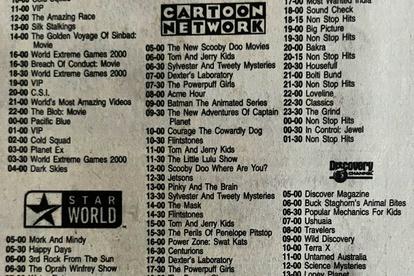 11-00 VIP
12-00 The Amazing Race
13-00 Silk Stalkings
14-00 The Golden Voyage Of Sinbad:
Movie
16-00 World Extreme Games 2000
16-30 Breach Of Conduct: Movie
18-30 World Extreme Games 2000
19-00 VIP
20-00 C.S.I.
21-00 World's Most Amazing Videos
22-00 The Blob: Movie
00-00 Pacific Blue
01-00 VIP
02-00 Cold Squad
03-00 Planet Ex
03-30 World Extreme Games 2000
04-00 Dark Skies
STAR
WORLD
05-00 Mork and Mindy
05-30 Happy Days
06-00 3rd Rock From The Sun
06-30 The Oprah Winfrey Show
CARTOON
NETWORK
05-00 The New Scooby Doo Movies
06-00 Tom and Jerry Kids
06-30 Sylvester and Tweety Mysteries
07-00 Dexter's Laboratory
07-30 The Powerpuff Girls
08-00 Acme Hour
09-00 Batman The Animated Series
09-30 The New Adventures Of Captain
Planet
10-00 Courage The Cowardly Dog
10-30 Flintstones
11-00 Tom and Jerry Kids
11-30 The Little Lulu Show
12-00 Scooby Doo Where Are You?
12-30 Jetsons
13-00 Pinky And The Brain
13-30 Sylvester and Tweety Mysteries
14-00 The Mask
14-30 Flintstones
15-00 Tom and Jerry Kids
15-30 The Perils Of Penelope Pitstop
16-00 Power Zone: Swat Kats
16-30 Centurions
17-00 Dexter's Laboratory
17-30 The Powerpuff Girls
18-00 Sound Check
18-15 Non Stop Hits
19-00 Big Picture
19-30 Non Stop Hits
20-00 Bakra
20-15 Non Stop Hits
20-30 Housefull
21-00 Bolti Bund
21-30 Non Stop Hits
22-00 Loveline
22-30 Classics
23-30 The Grind
00-00 Non Stop Hits
00-30 In Control: Jewel
01-30 Non Stop Hits
Discovery
CHANNEL
05-00 Discover Magazine
06-00 Buck Staghorn's Animal Bites
06-30 Popular Mechanics For Kids
07-00 Ushuaia
08-00 Travelers
09-00 Wild Discovery
10-00 Terra X
11-00 Untamed Australia
12-00 Science Mysteries